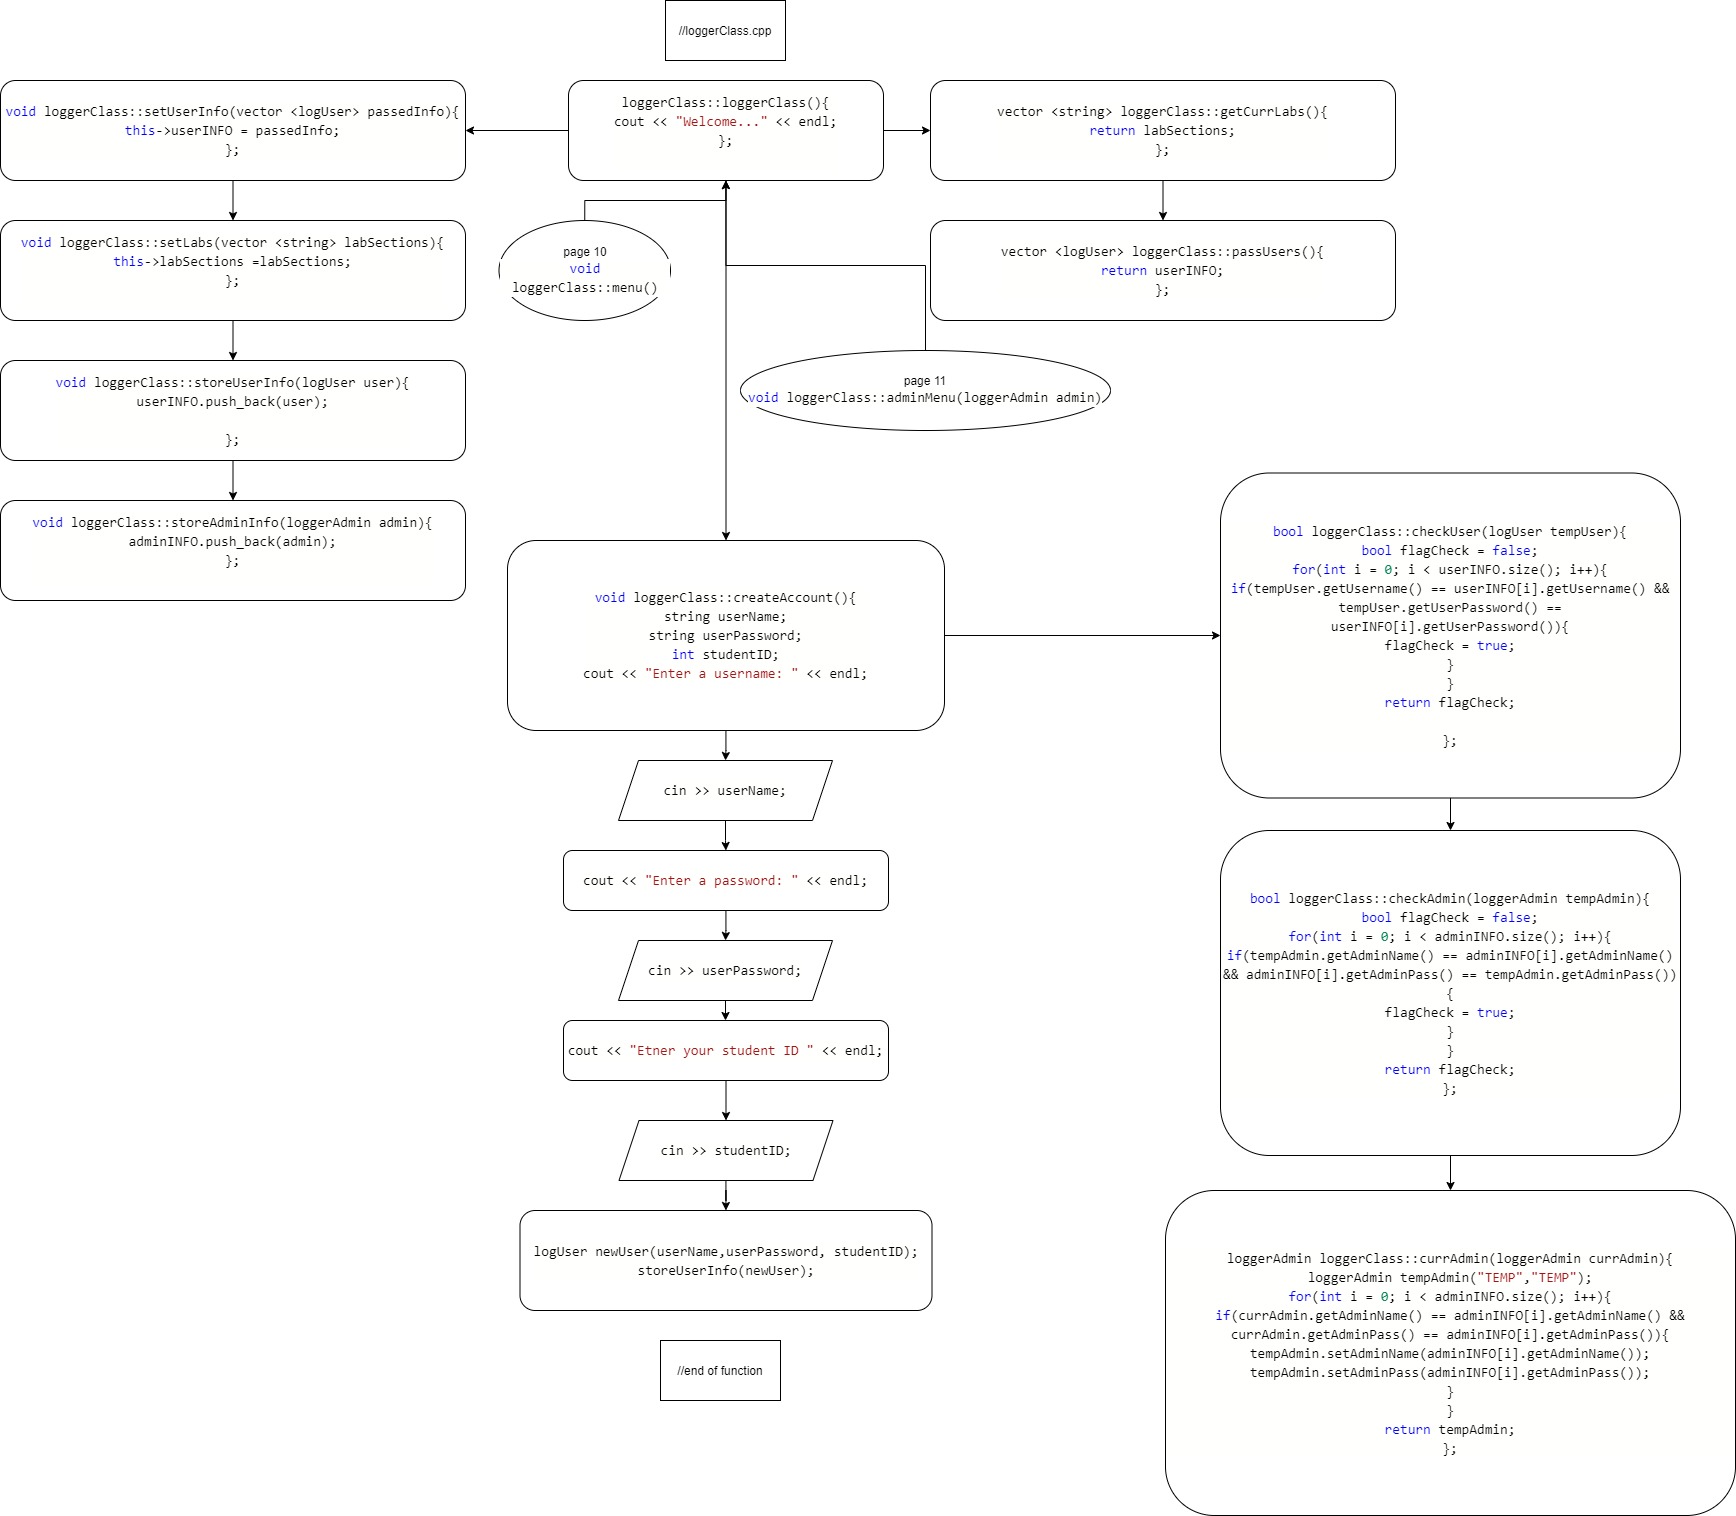 //loggerClass.cpp
void loggerClass::setUserInfo(vector <logUser> passedInfo){
this->userINFO = passedInfo;
};
loggerClass::loggerClass(){
cout << "Welcome..." << endl;
};
vector <string> loggerClass::getCurrLabs(){
return labSections;
};
void loggerClass::setLabs(vector <string> labSections){
this->labSections =labSections;
};
page 10
void
loggerClass::menu()
vector <logUser> loggerClass::passUsers(){
return userINFO;
};
void loggerClass::storeUserInfo(logUser user){
userINFO.push_back(user);
};
page 11
void loggerClass::adminMenu(loggerAdmin admin)
void loggerClass::storeAdminInfo(loggerAdmin admin){
adminINFO.push_back(admin);
};
void loggerClass::createAccount(){
string userName;
string userPassword;
int studentID;
cout << "Enter a username: " << endl;
cin >> userName;
cout << "Enter a password: " << endl;
cin >> userPassword;
cout << "Etner your student ID " << endl;
cin >> studentID;
logUser newUser(userName,userPassword, studentID);
storeUserInfo(newUser);
//end of function
bool loggerClass::checkUser(logUser tempUser){
bool flagCheck = false;
for(int i = 0; i < userINFO.size(); i++){
if(tempUser.getUsername() == userINFO[i].getUsername() &&
tempUser.getUserPassword() ==
userINFO[i].getUserPassword()){
flagCheck = true;
}
}
return flagCheck;
};
bool loggerClass::checkAdmin(loggerAdmin tempAdmin){
bool flagCheck = false;
for(int i = 0; i < adminINFO.size(); i++){
if(tempAdmin.getAdminName() == adminINFO[i].getAdminName()
&& adminINFO[i].getAdminPass() == tempAdmin.getAdminPass())
{
flagCheck = true;
}
}
return flagCheck;
};
loggerAdmin loggerClass::currAdmin(loggerAdmin currAdmin){
loggerAdmin tempAdmin("TEMP","TEMP");
for(int i = 0; i < adminINFO.size(); i++){
if(currAdmin.getAdminName() == adminINFO[i].getAdminName() &&
currAdmin.getAdminPass() == adminINFO[i].getAdminPass()){
tempAdmin.setAdminName(adminINFO[i].getAdminName());
tempAdmin.setAdminPass(adminINFO[i].getAdminPass());
}
}
return tempAdmin;
};